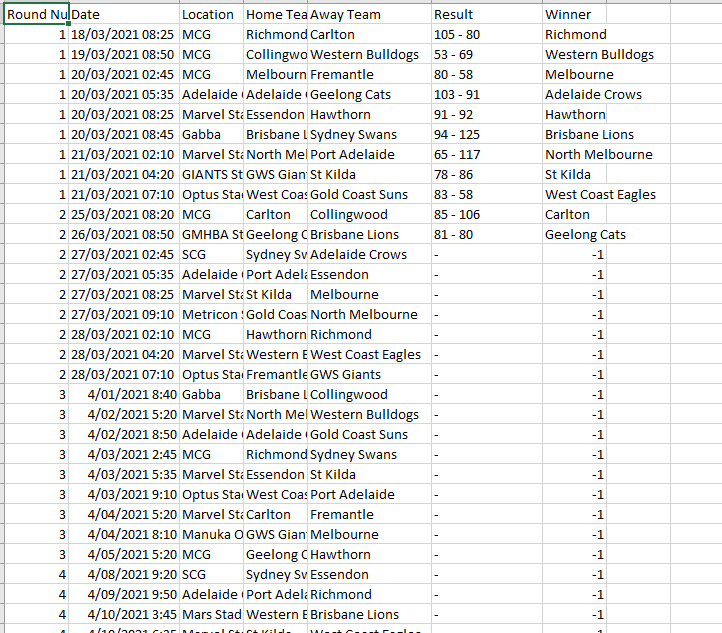 Round Nu Date Location Home Tea Away Team Result Winner
1 18/03/2021 08:25 MCG Richmond Carlton 105 - 80 Richmond
1 19/03/2021 08:50 MCG Collingwo Western Bulldogs 53 - 69 Western Bulldogs
1 20/03/2021 02:45 MCG Melbourn Fremantle 80 - 58 Melbourne
1 20/03/2021 05:35 Adelaide Adelaide Geelong Cats 103 - 91 Adelaide Crows
1 20/03/2021 08:25 Marvel Sta Essendon Hawthorn 91 - 92 Hawthorn
1 20/03/2021 08:45 Gabba Brisbane L Sydney Swans 94 - 125 Brisbane Lions
1 21/03/2021 02:10 Marvel Sta North Mel Port Adelaide 65 - 117 North Melbourne
1 21/03/2021 04:20 GIANTS St GWS Gian St Kilda 78 - 86 St Kilda
1 21/03/2021 07:10 Optus Sta West Coas Gold Coast Suns 83 - 58 West Coast Eagles
2 25/03/2021 08:20 MCG Carlton Collingwood 85 - 106 Carlton
2 26/03/2021 08:50 GMHBA St Geelong C Brisbane Lions 81 - 80 Geelong Cats
2 27/03/2021 02:45 SCG Sydney Sw Adelaide Crows - -1
2 27/03/2021 05:35 Adelaide Port Adela Essendon - -1
2 27/03/2021 08:25 Marvel Sta St Kilda Melbourne - -1
2 27/03/2021 09:10 Metricon Gold Coas North Melbourne - -1
2 28/03/2021 02:10 MCG Hawthorn Richmond - -1
2 28/03/2021 04:20 Marvel Sta Western B West Coast Eagles - -1
2 28/03/2021 07:10 Optus Sta Fremantle GWS Giants - -1
3 4/01/2021 8:40 Gabba Brisbane L Collingwood - -1
3 4/02/2021 5:20 Marvel Sta North Mel Western Bulldogs - -1
3 4/02/2021 8:50 Adelaide Adelaide Gold Coast Suns - -1
3 4/03/2021 2:45 MCG Richmond Sydney Swans - -1
3 4/03/2021 5:35 Marvel Sta Essendon St Kilda - -1
3 4/03/2021 9:10 Optus Sta West Coas Port Adelaide - -1
3 4/04/2021 5:20 Marvel Sta Carlton Fremantle - -1
3 4/04/2021 8:10 Manuka O GWS Gian Melbourne - -1
3 4/05/2021 5:20 MCG Geelong C Hawthorn - -1
4 4/08/2021 9:20 SCG Sydney Sw Essendon - -1
4 4/09/2021 9:50 Adelaide Port Adela Richmond - -1
4 4/10/2021 3:45 Mars Stad Western B Brisbane Lions - -1